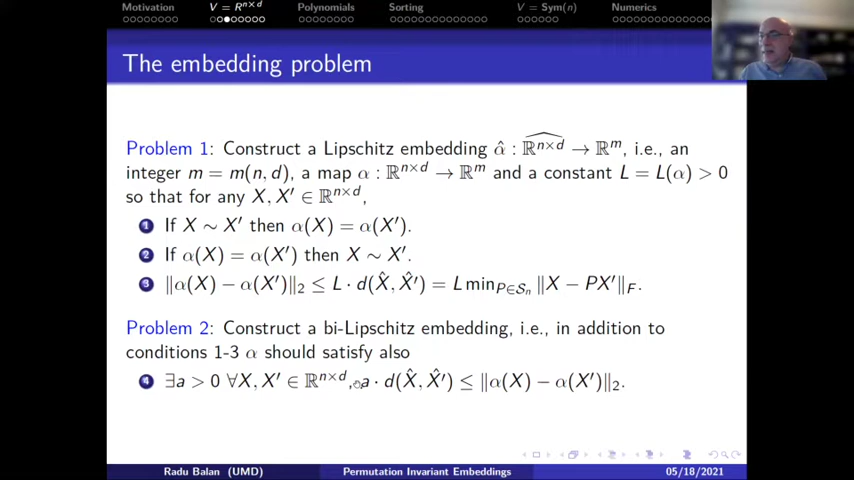 Motivation V = R^{n×d} Polynomials Sorting V = Sym(n) Numerics
The embedding problem
Problem 1: Construct a Lipschitz embedding α̂ : \widehat{ℝ^{n×d}} → ℝ^m, i.e., an
integer m = m(n, d), a map α : ℝ^{n×d} → ℝ^m and a constant L = L(α) > 0
so that for any X, X′ ∈ ℝ^{n×d},
1 If X ∼ X′ then α(X) = α(X′).
2 If α(X) = α(X′) then X ∼ X′.
3 ‖α(X) − α(X′)‖₂ ≤ L · d(X̂, X̂′) = L min_{P∈𝒮_n} ‖X − PX′‖_F.
Problem 2: Construct a bi-Lipschitz embedding, i.e., in addition to
conditions 1-3 α should satisfy also
4 ∃a > 0 ∀X, X′ ∈ ℝ^{n×d}, a · d(X̂, X̂′) ≤ ‖α(X) − α(X′)‖₂.
Radu Balan (UMD) Permutation Invariant Embeddings 05/18/2021